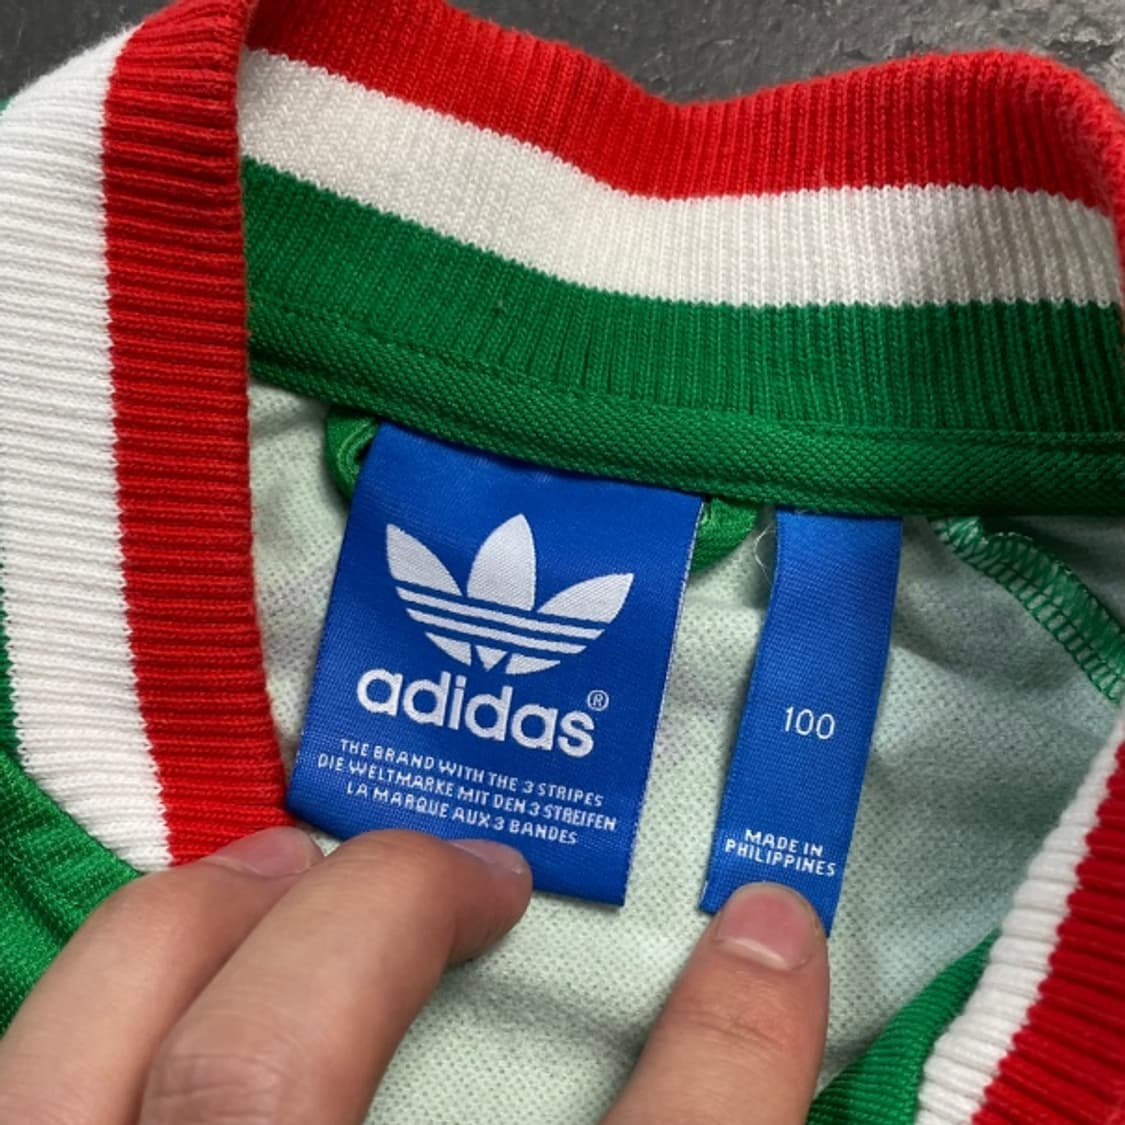 adidas®
THE BRAND WITH THE 3 STRIPES
DIE WELTMARKE MIT DEN 3 STREIFEN
LA MARQUE AUX 3 BANDES
100
MADE IN
PHILIPPINES